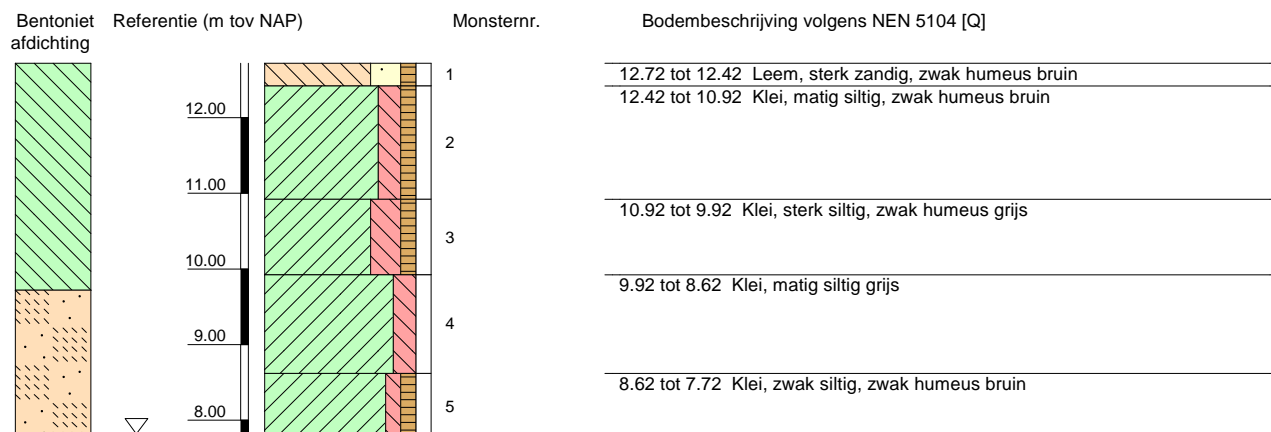 Bentoniet Referentie (m tov NAP) Monsternr. Bodembeschrijving volgens NEN 5104 [Q]
afdichting
1 12.72 tot 12.42 Leem, sterk zandig, zwak humeus bruin
12.42 tot 10.92 Klei, matig siltig, zwak humeus bruin
12.00
2
11.00
10.92 tot 9.92 Klei, sterk siltig, zwak humeus grijs
3
10.00
9.92 tot 8.62 Klei, matig siltig grijs
4
9.00
8.62 tot 7.72 Klei, zwak siltig, zwak humeus bruin
5
8.00